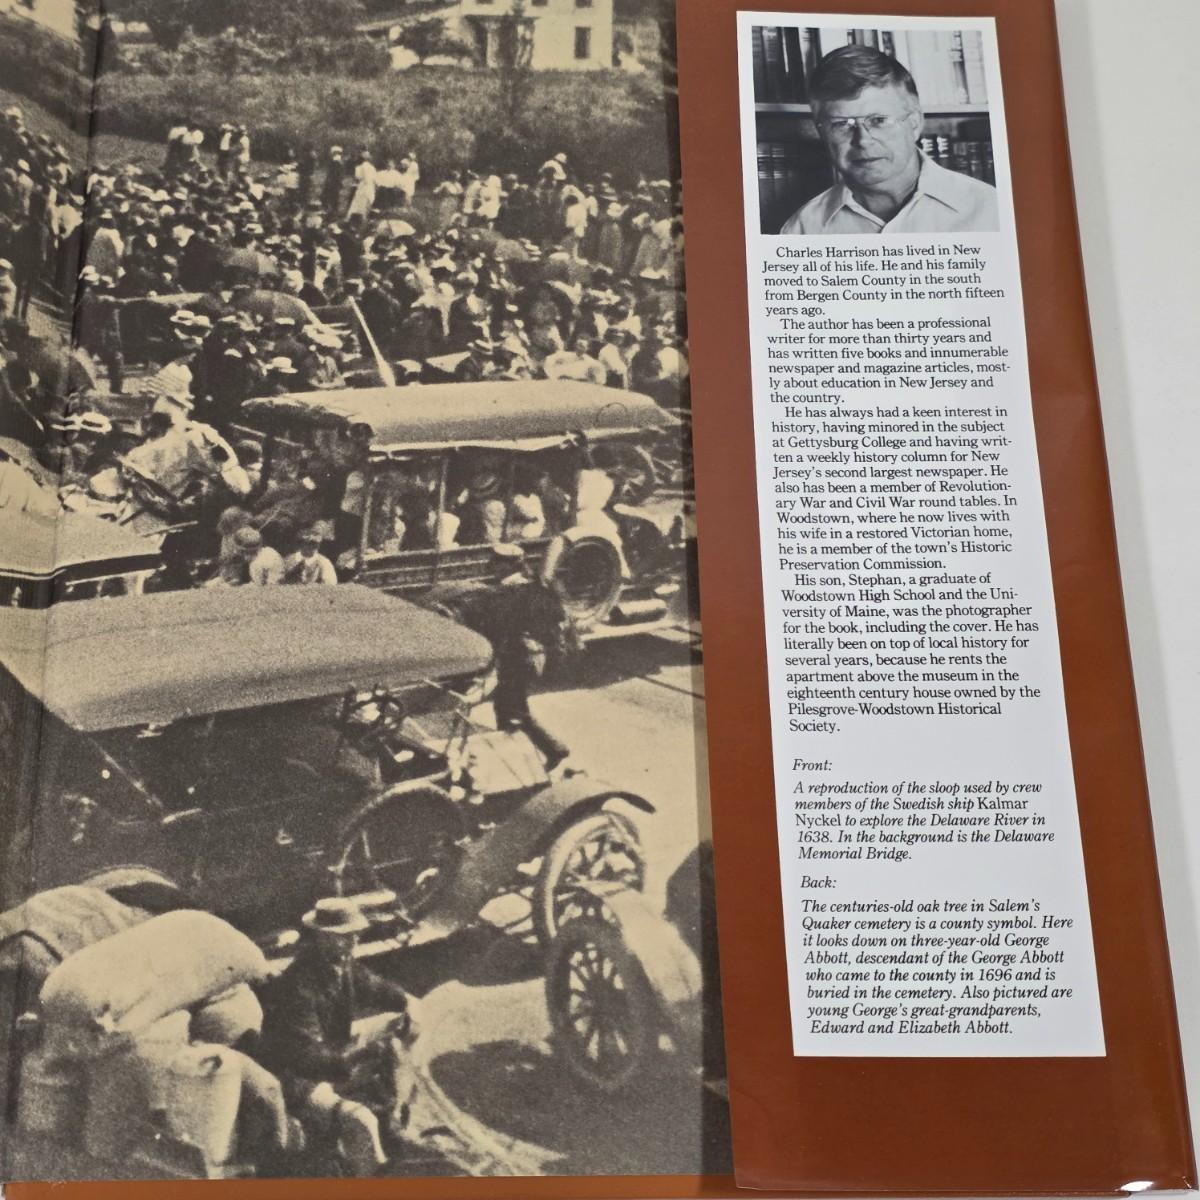 Charles Harrison has lived in New
Jersey all of his life. He and his family
moved to Salem County in the south
from Bergen County in the north fifteen
years ago.
The author has been a professional
writer for more than thirty years and
has written five books and innumerable
newspaper and magazine articles, most-
ly about education in New Jersey and
the country.
He has always had a keen interest in
history, having minored in the subject
at Gettysburg College and having writ-
ten a weekly history column for New
Jersey's second largest newspaper. He
also has been a member of Revolution-
ary War and Civil War round tables. In
Woodstown, where he now lives with
his wife in a restored Victorian home,
he is a member of the town's Historic
Preservation Commission.
His son, Stephan, a graduate of
Woodstown High School and the Uni-
versity of Maine, was the photographer
for the book, including the cover. He has
literally been on top of local history for
several years, because he rents the
apartment above the museum in the
eighteenth century house owned by the
Pilesgrove-Woodstown Historical
Society.
Front:
A reproduction of the sloop used by crew
members of the Swedish ship Kalmar
Nyckel to explore the Delaware River in
1638. In the background is the Delaware
Memorial Bridge.
Back:
The centuries-old oak tree in Salem's
Quaker cemetery is a county symbol. Here
it looks down on three-year-old George
Abbott, descendant of the George Abbott
who came to the county in 1696 and is
buried in the cemetery. Also pictured are
young George's great-grandparents,
Edward and Elizabeth Abbott.